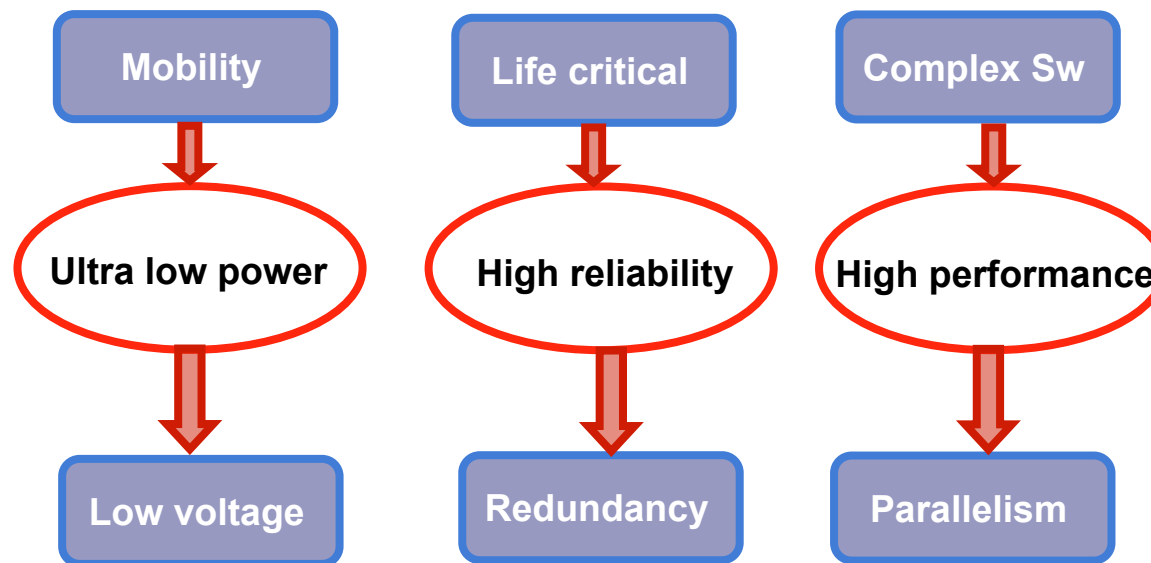 Mobility
Life critical
Complex Sw
Ultra low power
High reliability
High performance
Low voltage
Redundancy
Parallelism